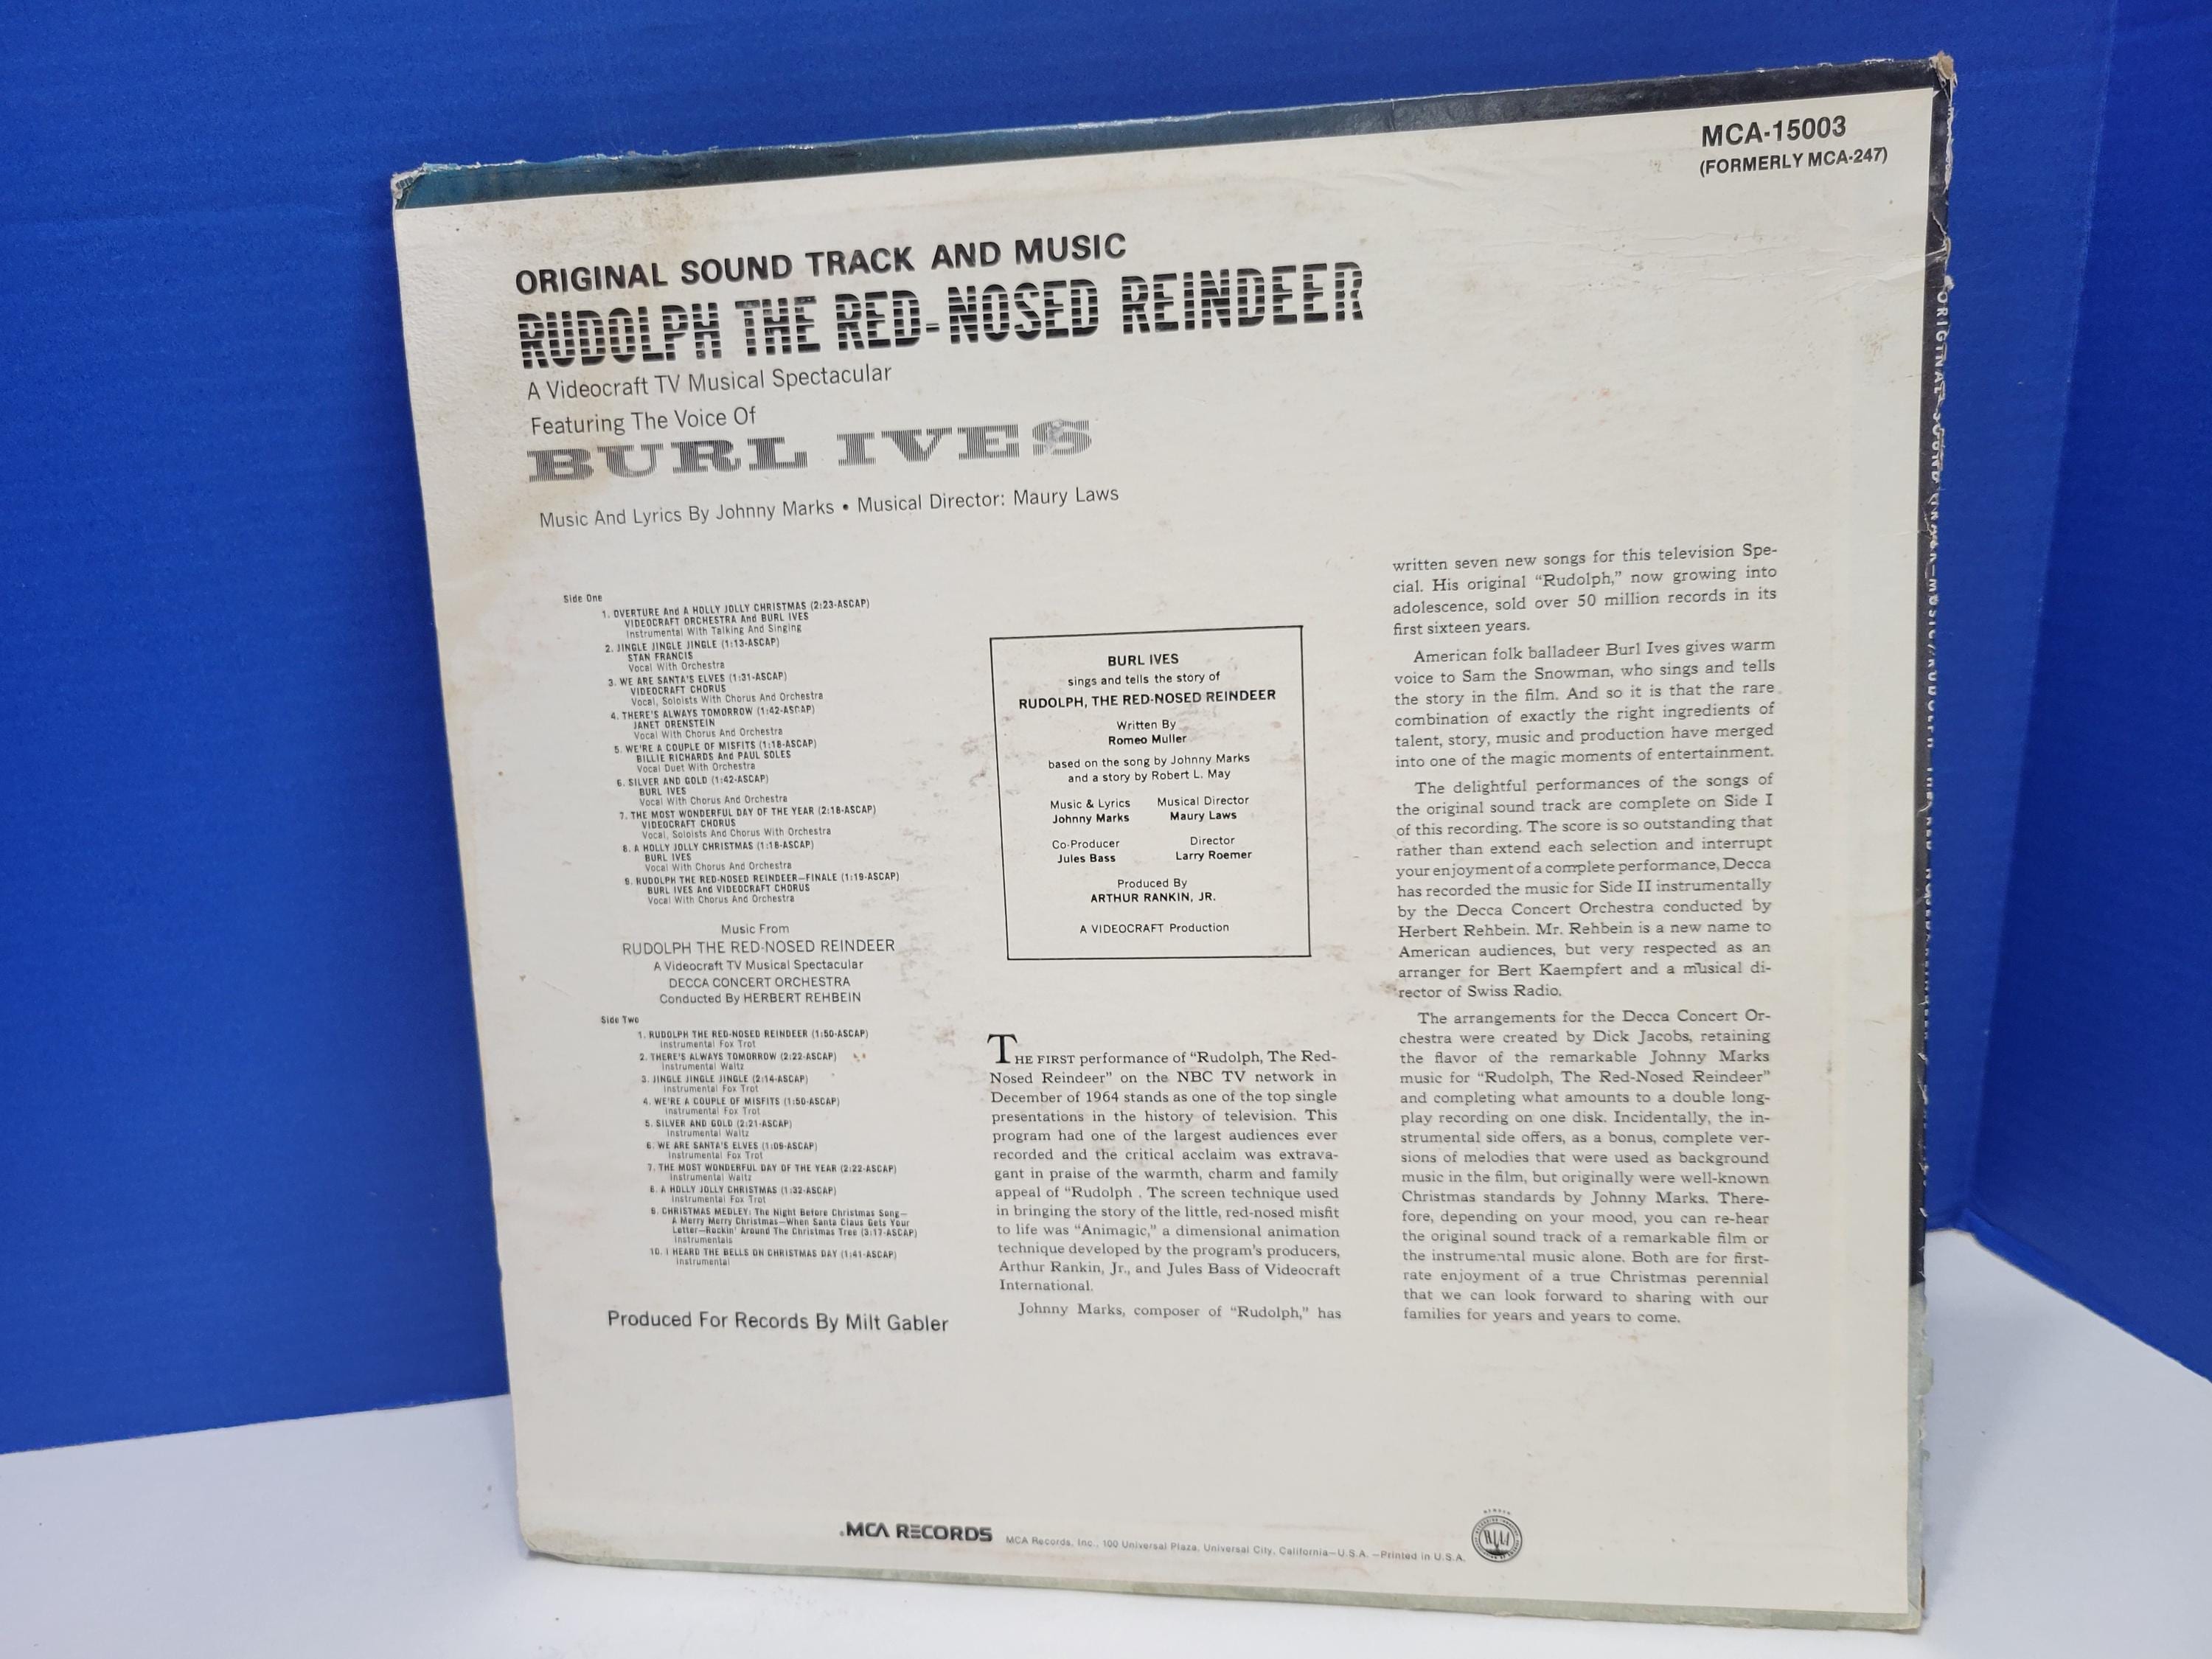 MCA-15003
(FORMERLY MCA-247)
ORIGINAL SOUND TRACK AND MUSIC
RUDOLPH THE RED-NOSED REINDEER
A Videocraft TV Musical Spectacular
Featuring The Voice Of
BURL IVES
Music And Lyrics By Johnny Marks • Musical Director: Maury Laws
Side One
1. OVERTURE And A HOLLY JOLLY CHRISTMAS (2:23-ASCAP)
VIDEOCRAFT ORCHESTRA And BURL IVES
Instrumental With Talking And Singing
2. JINGLE JINGLE JINGLE (1:13-ASCAP)
STAN FRANCIS
Vocal With Orchestra
3. WE ARE SANTA'S ELVES (1:31-ASCAP)
VIDEOCRAFT CHORUS
Vocal, Soloists With Chorus And Orchestra
4. THERE'S ALWAYS TOMORROW (1:42-ASCAP)
JANET ORENSTEIN
Vocal With Chorus And Orchestra
5. WE'RE A COUPLE OF MISFITS (1:18-ASCAP)
BILLIE RICHARDS And PAUL SOLES
Vocal Duet With Orchestra
6. SILVER AND GOLD (1:42-ASCAP)
BURL IVES
Vocal With Chorus And Orchestra
7. THE MOST WONDERFUL DAY OF THE YEAR (2:18-ASCAP)
VIDEOCRAFT CHORUS
Vocal, Soloists And Chorus With Orchestra
8. A HOLLY JOLLY CHRISTMAS (1:18-ASCAP)
BURL IVES
Vocal With Chorus And Orchestra
9. RUDOLPH THE RED-NOSED REINDEER—FINALE (1:19-ASCAP)
BURL IVES And VIDEOCRAFT CHORUS
Vocal With Chorus And Orchestra
Music From
RUDOLPH THE RED-NOSED REINDEER
A Videocraft TV Musical Spectacular
DECCA CONCERT ORCHESTRA
Conducted By HERBERT REHBEIN
Side Two
1. RUDOLPH THE RED-NOSED REINDEER (1:50-ASCAP)
Instrumental Fox Trot
2. THERE'S ALWAYS TOMORROW (2:22-ASCAP)
Instrumental Waltz
3. JINGLE JINGLE JINGLE (2:14-ASCAP)
Instrumental Fox Trot
4. WE'RE A COUPLE OF MISFITS (1:50-ASCAP)
Instrumental Fox Trot
5. SILVER AND GOLD (2:21-ASCAP)
Instrumental Waltz
6. WE ARE SANTA'S ELVES (1:09-ASCAP)
Instrumental Fox Trot
7. THE MOST WONDERFUL DAY OF THE YEAR (2:22-ASCAP)
Instrumental Waltz
8. A HOLLY JOLLY CHRISTMAS (1:32-ASCAP)
Instrumental Fox Trot
9. CHRISTMAS MEDLEY: The Night Before Christmas Song—
A Merry Merry Christmas—When Santa Claus Gets Your
Letter—Rockin' Around The Christmas Tree (3:17-ASCAP)
Instrumentals
10. I HEARD THE BELLS ON CHRISTMAS DAY (1:41-ASCAP)
Instrumental
Produced For Records By Milt Gabler
BURL IVES
sings and tells the story of
RUDOLPH, THE RED-NOSED REINDEER
Written By
Romeo Muller
based on the song by Johnny Marks
and a story by Robert L. May
Music & Lyrics Musical Director
Johnny Marks Maury Laws
Co-Producer Director
Jules Bass Larry Roemer
Produced By
ARTHUR RANKIN, JR.
A VIDEOCRAFT Production
THE FIRST performance of "Rudolph, The Red-
Nosed Reindeer" on the NBC TV network in
December of 1964 stands as one of the top single
presentations in the history of television. This
program had one of the largest audiences ever
recorded and the critical acclaim was extrava-
gant in praise of the warmth, charm and family
appeal of "Rudolph . The screen technique used
in bringing the story of the little, red-nosed misfit
to life was "Animagic," a dimensional animation
technique developed by the program's producers,
Arthur Rankin, Jr., and Jules Bass of Videocraft
International.
Johnny Marks, composer of "Rudolph," has
written seven new songs for this television Spe-
cial. His original "Rudolph," now growing into
adolescence, sold over 50 million records in its
first sixteen years.
American folk balladeer Burl Ives gives warm
voice to Sam the Snowman, who sings and tells
the story in the film. And so it is that the rare
combination of exactly the right ingredients of
talent, story, music and production have merged
into one of the magic moments of entertainment.
The delightful performances of the songs of
the original sound track are complete on Side I
of this recording. The score is so outstanding that
rather than extend each selection and interrupt
your enjoyment of a complete performance, Decca
has recorded the music for Side II instrumentally
by the Decca Concert Orchestra conducted by
Herbert Rehbein. Mr. Rehbein is a new name to
American audiences, but very respected as an
arranger for Bert Kaempfert and a musical di-
rector of Swiss Radio.
The arrangements for the Decca Concert Or-
chestra were created by Dick Jacobs, retaining
the flavor of the remarkable Johnny Marks
music for "Rudolph, The Red-Nosed Reindeer"
and completing what amounts to a double long-
play recording on one disk. Incidentally, the in-
strumental side offers, as a bonus, complete ver-
sions of melodies that were used as background
music in the film, but originally were well-known
Christmas standards by Johnny Marks. There-
fore, depending on your mood, you can re-hear
the original sound track of a remarkable film or
the instrumental music alone. Both are for first-
rate enjoyment of a true Christmas perennial
that we can look forward to sharing with our
families for years and years to come.
MCA RECORDS
MCA Records, Inc., 100 Universal Plaza, Universal City, California—U.S.A. —Printed in U.S.A.